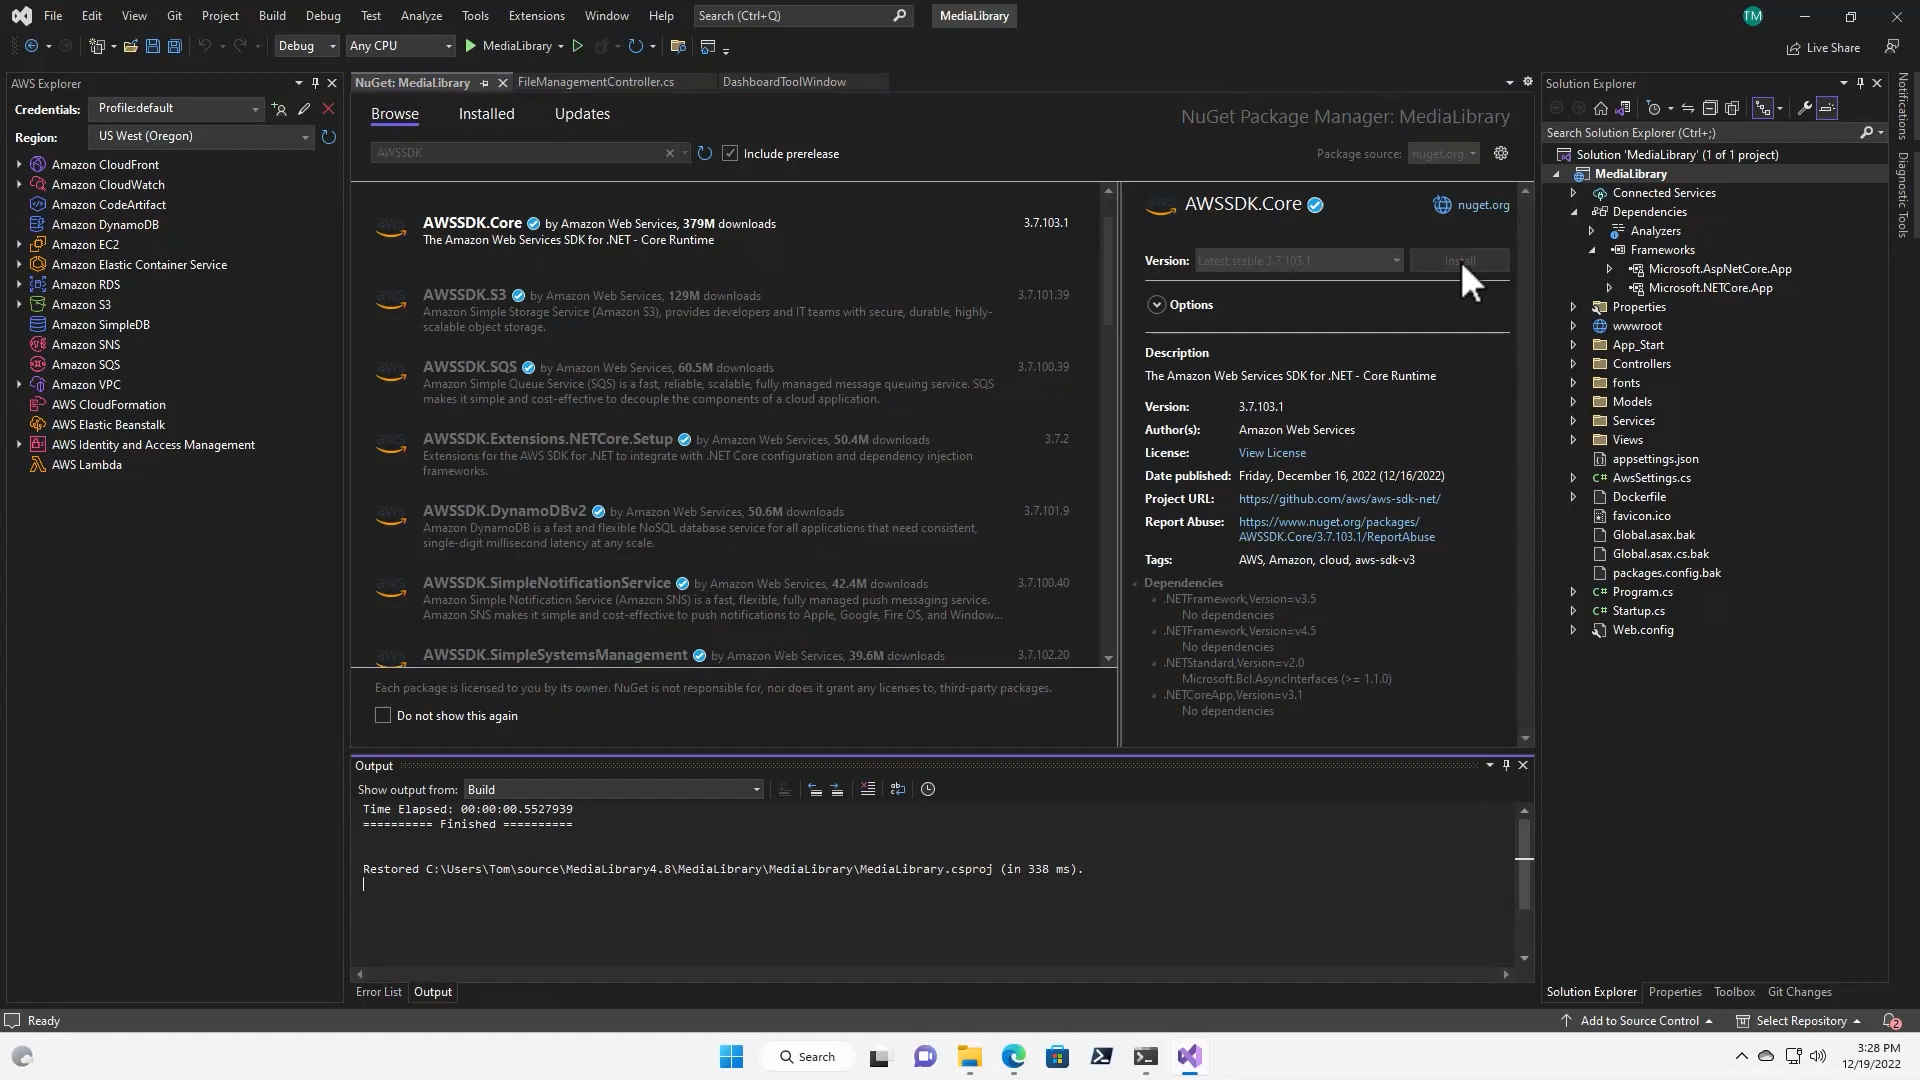 File Edit View Git Project Build Debug Test Analyze Tools Extensions Window Help Search (Ctrl+Q) MediaLibrary TM
Debug Any CPU MediaLibrary Live Share
AWS Explorer
Credentials: Profile:default
Region: US West (Oregon)
Amazon CloudFront
Amazon CloudWatch
Amazon CodeArtifact
Amazon DynamoDB
Amazon EC2
Amazon Elastic Container Service
Amazon RDS
Amazon S3
Amazon SimpleDB
Amazon SNS
Amazon SQS
Amazon VPC
AWS CloudFormation
AWS Elastic Beanstalk
AWS Identity and Access Management
AWS Lambda
NuGet: MediaLibrary FileManagementController.cs DashboardToolWindow
Browse Installed Updates NuGet Package Manager: MediaLibrary
AWSSDK Include prerelease Package source: nuget.org
AWSSDK.Core by Amazon Web Services, 379M downloads 3.7.103.1
The Amazon Web Services SDK for .NET - Core Runtime
AWSSDK.S3 by Amazon Web Services, 129M downloads 3.7.101.39
Amazon Simple Storage Service (Amazon S3), provides developers and IT teams with secure, durable, highly-
scalable object storage.
AWSSDK.SQS by Amazon Web Services, 60.5M downloads 3.7.100.39
Amazon Simple Queue Service (SQS) is a fast, reliable, scalable, fully managed message queuing service. SQS
makes it simple and cost-effective to decouple the components of a cloud application.
AWSSDK.Extensions.NETCore.Setup by Amazon Web Services, 50.4M downloads 3.7.2
Extensions for the AWS SDK for .NET to integrate with .NET Core configuration and dependency injection
frameworks.
AWSSDK.DynamoDBv2 by Amazon Web Services, 50.6M downloads 3.7.101.9
Amazon DynamoDB is a fast and flexible NoSQL database service for all applications that need consistent,
single-digit millisecond latency at any scale.
AWSSDK.SimpleNotificationService by Amazon Web Services, 42.4M downloads 3.7.100.40
Amazon Simple Notification Service (Amazon SNS) is a fast, flexible, fully managed push messaging service.
Amazon SNS makes it simple and cost-effective to push notifications to Apple, Google, Fire OS, and Window...
AWSSDK.SimpleSystemsManagement by Amazon Web Services, 39.6M downloads 3.7.102.20
Each package is licensed to you by its owner. NuGet is not responsible for, nor does it grant any licenses to, third-party packages.
Do not show this again
AWSSDK.Core nuget.org
Version: Latest stable 3.7.103.1 Install
Options
Description
The Amazon Web Services SDK for .NET - Core Runtime
Version: 3.7.103.1
Author(s): Amazon Web Services
License: View License
Date published: Friday, December 16, 2022 (12/16/2022)
Project URL: https://github.com/aws/aws-sdk-net/
Report Abuse: https://www.nuget.org/packages/
AWSSDK.Core/3.7.103.1/ReportAbuse
Tags: AWS, Amazon, cloud, aws-sdk-v3
Dependencies
.NETFramework,Version=v3.5
No dependencies
.NETFramework,Version=v4.5
No dependencies
.NETStandard,Version=v2.0
Microsoft.Bcl.AsyncInterfaces (>= 1.1.0)
.NETCoreApp,Version=v3.1
No dependencies
Output
Show output from: Build
Time Elapsed: 00:00:00.5527939
========== Finished ==========
Restored C:\Users\Tom\source\MediaLibrary4.8\MediaLibrary\MediaLibrary\MediaLibrary.csproj (in 338 ms).
Error List Output
Solution Explorer
Search Solution Explorer (Ctrl+;)
Solution 'MediaLibrary' (1 of 1 project)
MediaLibrary
Connected Services
Dependencies
Analyzers
Frameworks
Microsoft.AspNetCore.App
Microsoft.NETCore.App
Properties
wwwroot
App_Start
Controllers
fonts
Models
Services
Views
appsettings.json
AwsSettings.cs
Dockerfile
favicon.ico
Global.asax.bak
Global.asax.cs.bak
packages.config.bak
Program.cs
Startup.cs
Web.config
Solution Explorer Properties Toolbox Git Changes
Notifications
Diagnostic Tools
Ready Add to Source Control Select Repository 2
Search
3:28 PM
12/19/2022